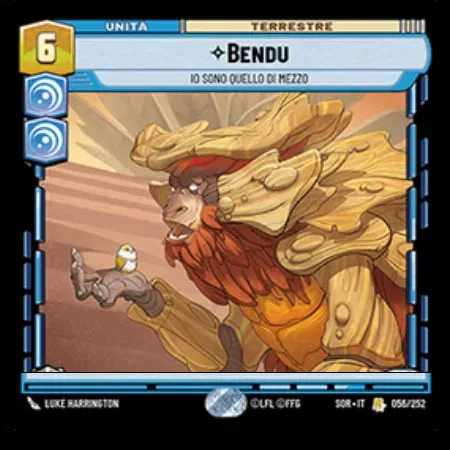 UNITÀ
TERRESTRE
6
BENDU
IO SONO QUELLO DI MEZZO
LUKE HARRINGTON
©LFL ©FFG
SOR • IT
056/252